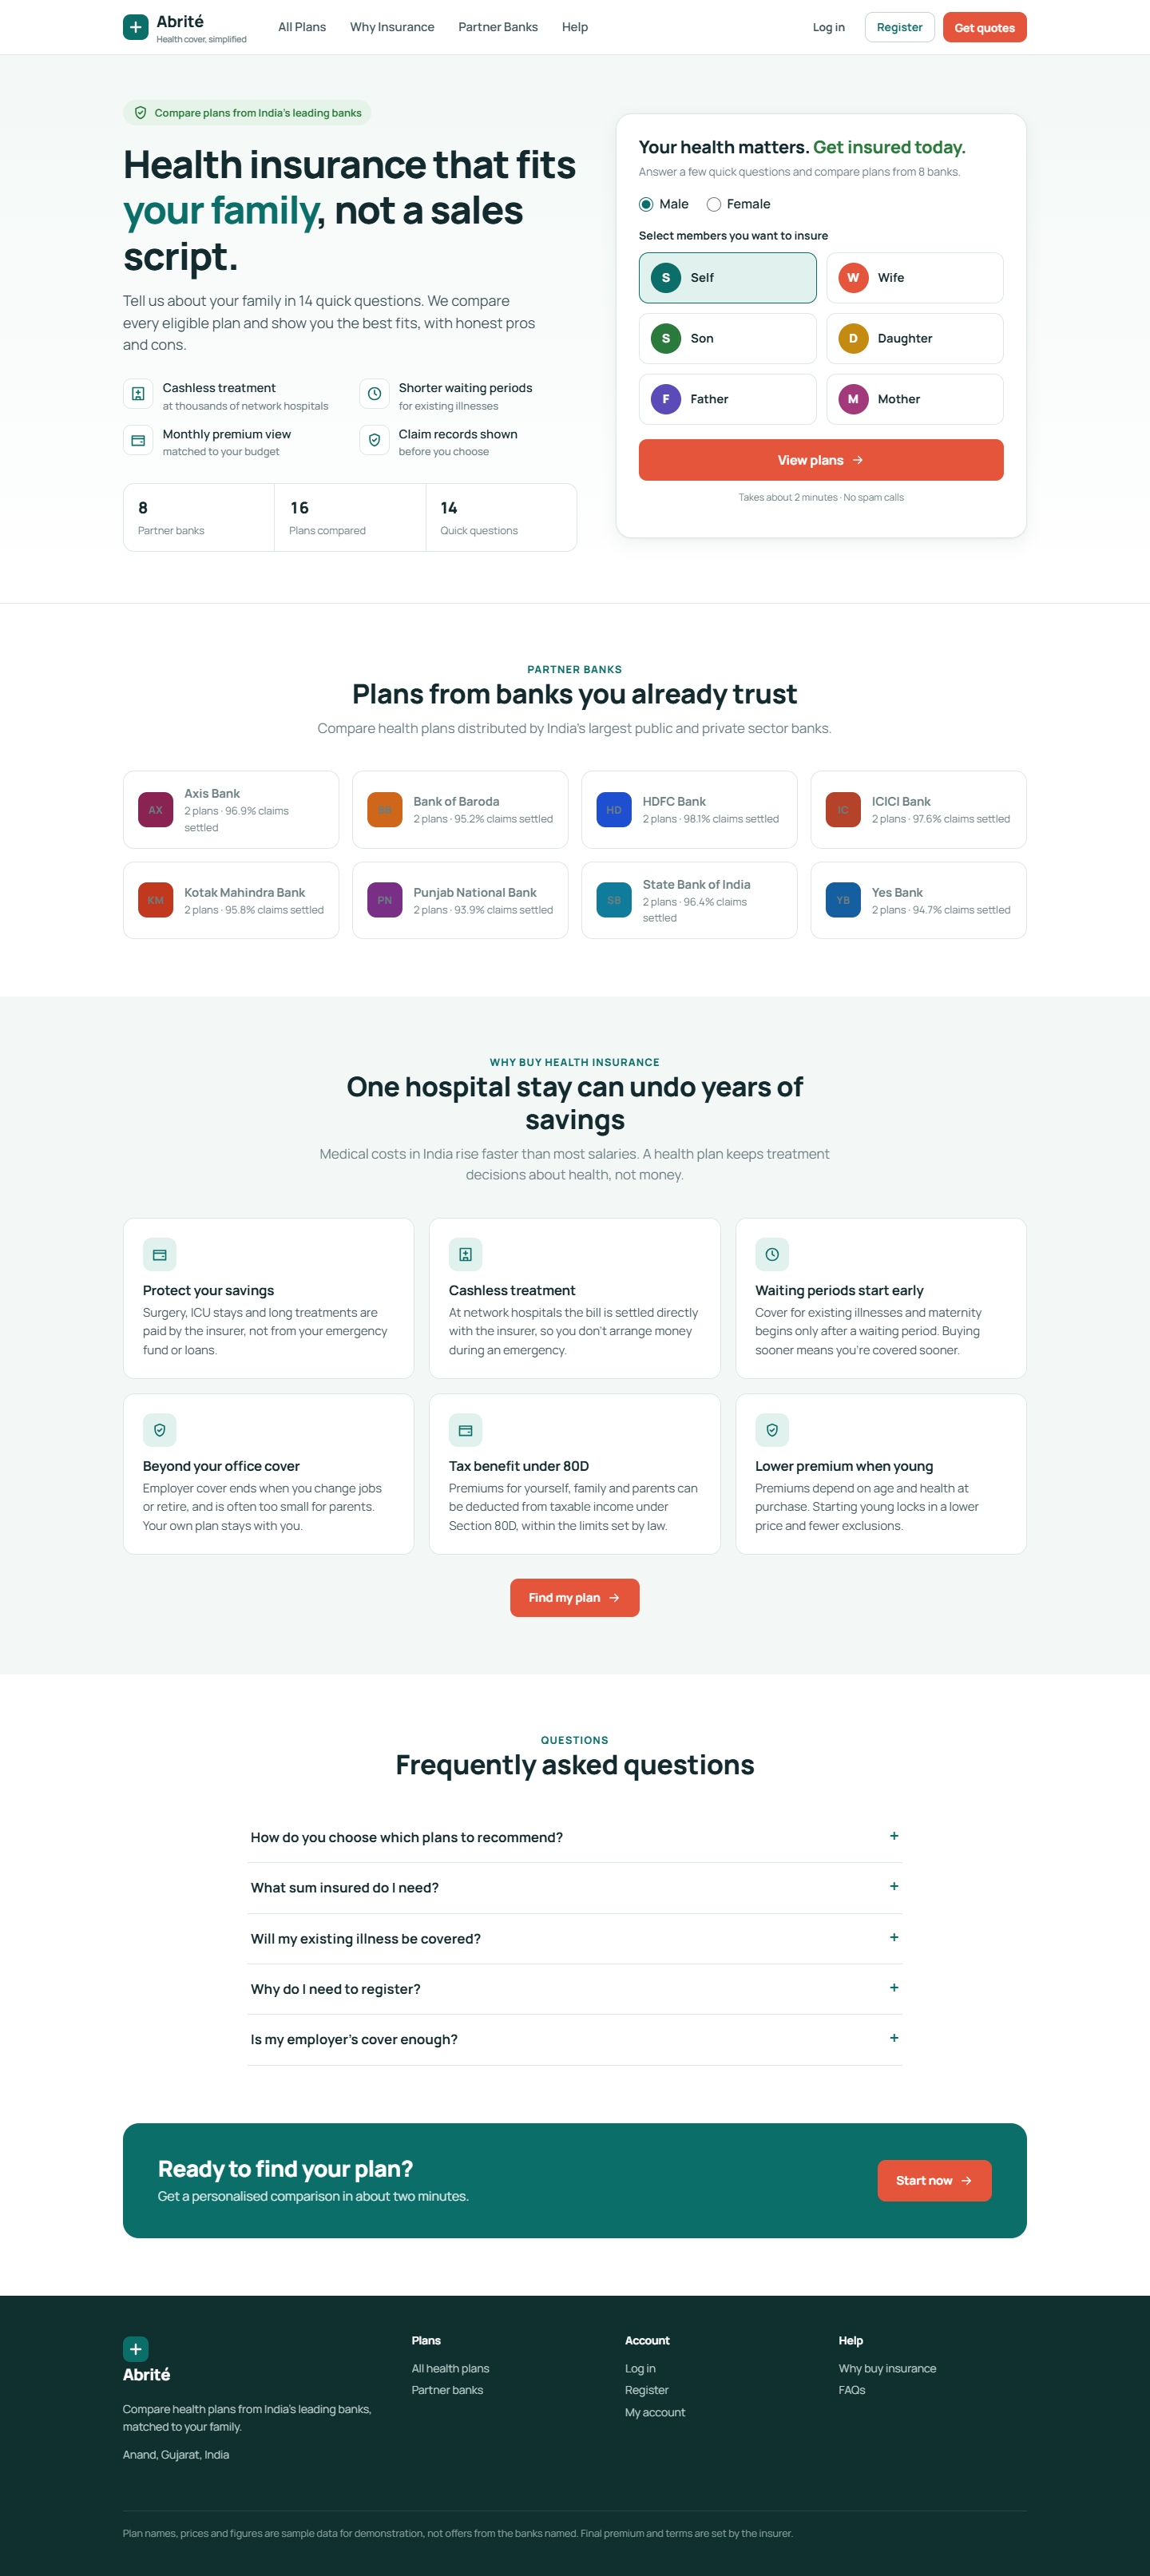 Abrité
Health cover, simplified
All Plans
Why Insurance
Partner Banks
Help
Log in
Register
Get quotes
Compare plans from India's leading banks
Health insurance that fits
your family, not a sales
script.
Tell us about your family in 14 quick questions. We compare
every eligible plan and show you the best fits, with honest pros
and cons.
Cashless treatment
at thousands of network hospitals
Shorter waiting periods
for existing illnesses
Monthly premium view
matched to your budget
Claim records shown
before you choose
8
Partner banks
16
Plans compared
14
Quick questions
Your health matters. Get insured today.
Answer a few quick questions and compare plans from 8 banks.
Male
Female
Select members you want to insure
S
Self
W
Wife
S
Son
D
Daughter
F
Father
M
Mother
View plans →
Takes about 2 minutes · No spam calls
PARTNER BANKS
Plans from banks you already trust
Compare health plans distributed by India's largest public and private sector banks.
AX
Axis Bank
2 plans · 96.9% claims
settled
Bank of Baroda
2 plans · 95.2% claims settled
HD
HDFC Bank
2 plans · 98.1% claims settled
IC
ICICI Bank
2 plans · 97.6% claims settled
KM
Kotak Mahindra Bank
2 plans · 95.8% claims settled
PN
Punjab National Bank
2 plans · 93.9% claims settled
SB
State Bank of India
2 plans · 96.4% claims
settled
YB
Yes Bank
2 plans · 94.7% claims settled
WHY BUY HEALTH INSURANCE
One hospital stay can undo years of
savings
Medical costs in India rise faster than most salaries. A health plan keeps treatment
decisions about health, not money.
Protect your savings
Surgery, ICU stays and long treatments are
paid by the insurer, not from your emergency
fund or loans.
Cashless treatment
At network hospitals the bill is settled directly
with the insurer, so you don't arrange money
during an emergency.
Waiting periods start early
Cover for existing illnesses and maternity
begins only after a waiting period. Buying
sooner means you're covered sooner.
Beyond your office cover
Employer cover ends when you change jobs
or retire, and is often too small for parents.
Your own plan stays with you.
Tax benefit under 80D
Premiums for yourself, family and parents can
be deducted from taxable income under
Section 80D, within the limits set by law.
Lower premium when young
Premiums depend on age and health at
purchase. Starting young locks in a lower
price and fewer exclusions.
Find my plan →
QUESTIONS
Frequently asked questions
How do you choose which plans to recommend? +
What sum insured do I need? +
Will my existing illness be covered? +
Why do I need to register? +
Is my employer's cover enough? +
Ready to find your plan?
Get a personalised comparison in about two minutes.
Start now →
Abrité
Compare health plans from India's leading banks,
matched to your family.
Anand, Gujarat, India
Plans
All health plans
Partner banks
Account
Log in
Register
My account
Help
Why buy insurance
FAQs
Plan names, prices and figures are sample data for demonstration, not offers from the banks named. Final premium and terms are set by the insurer.